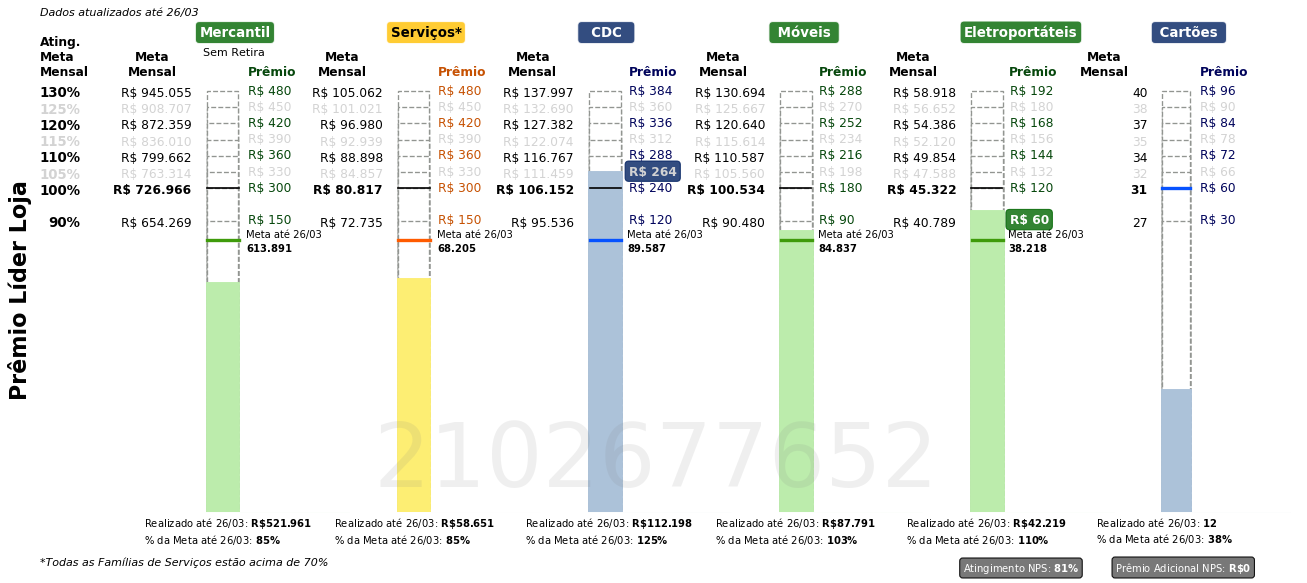 Dados atualizados até 26/03
Mercantil Serviços* CDC Móveis Eletroportáteis Cartões
Sem Retira
Ating. Meta Mensal
Meta Mensal Prêmio Meta Mensal Prêmio Meta Mensal Prêmio Meta Mensal Prêmio Meta Mensal Prêmio Meta Mensal Prêmio
130% R$ 945.055 R$ 480 R$ 105.062 R$ 480 R$ 137.997 R$ 384 R$ 130.694 R$ 288 R$ 58.918 R$ 192 40 R$ 96
125% R$ 908.707 R$ 450 R$ 101.021 R$ 450 R$ 132.690 R$ 360 R$ 125.667 R$ 270 R$ 56.652 R$ 180 38 R$ 90
120% R$ 872.359 R$ 420 R$ 96.980 R$ 420 R$ 127.382 R$ 336 R$ 120.640 R$ 252 R$ 54.386 R$ 168 37 R$ 84
115% R$ 836.010 R$ 390 R$ 92.939 R$ 390 R$ 122.074 R$ 312 R$ 115.614 R$ 234 R$ 52.120 R$ 156 35 R$ 78
110% R$ 799.662 R$ 360 R$ 88.898 R$ 360 R$ 116.767 R$ 288 R$ 110.587 R$ 216 R$ 49.854 R$ 144 34 R$ 72
105% R$ 763.314 R$ 330 R$ 84.857 R$ 330 R$ 111.459 R$ 264 R$ 105.560 R$ 198 R$ 47.588 R$ 132 32 R$ 66
100% R$ 726.966 R$ 300 R$ 80.817 R$ 300 R$ 106.152 R$ 240 R$ 100.534 R$ 180 R$ 45.322 R$ 120 31 R$ 60
90% R$ 654.269 R$ 150 R$ 72.735 R$ 150 R$ 95.536 R$ 120 R$ 90.480 R$ 90 R$ 40.789 R$ 60 27 R$ 30
Meta até 26/03 Meta até 26/03 Meta até 26/03 Meta até 26/03 Meta até 26/03
613.891 68.205 89.587 84.837 38.218
Prêmio Líder Loja
2102677652
Realizado até 26/03: R$521.961 Realizado até 26/03: R$58.651 Realizado até 26/03: R$112.198 Realizado até 26/03: R$87.791 Realizado até 26/03: R$42.219 Realizado até 26/03: 12
% da Meta até 26/03: 85% % da Meta até 26/03: 85% % da Meta até 26/03: 125% % da Meta até 26/03: 103% % da Meta até 26/03: 110% % da Meta até 26/03: 38%
*Todas as Famílias de Serviços estão acima de 70%
Atingimento NPS: 81% Prêmio Adicional NPS: R$0